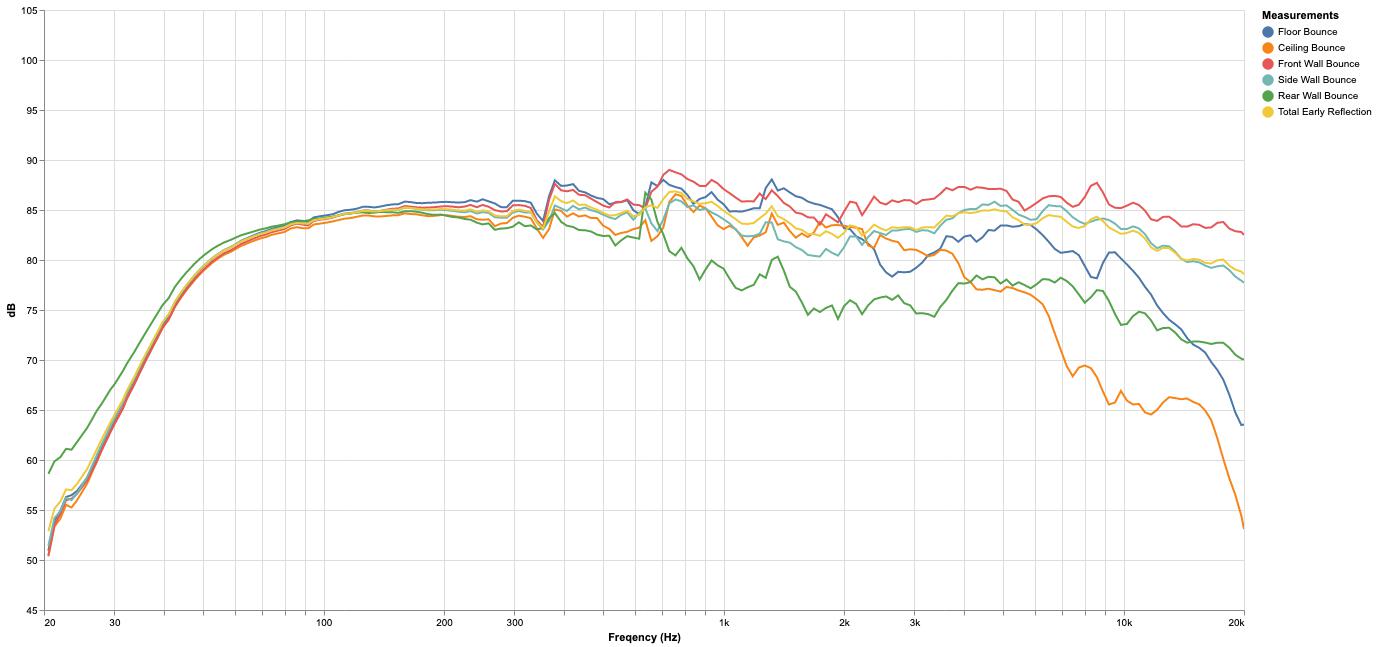 105
100
95
90
85
80
75
70
65
60
55
50
45
dB
20 30 100 200 300 1k 2k 3k 10k 20k
Freqency (Hz)
Measurements
Floor Bounce
Ceiling Bounce
Front Wall Bounce
Side Wall Bounce
Rear Wall Bounce
Total Early Reflection